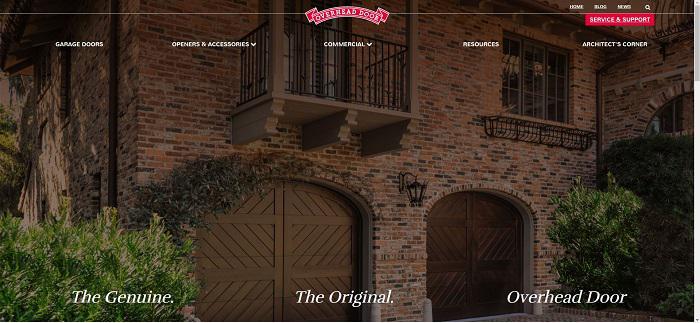 HOME BLOG NEWS
OVERHEAD DOOR
SERVICE & SUPPORT
GARAGE DOORS OPENERS & ACCESSORIES COMMERCIAL RESOURCES ARCHITECT'S CORNER
The Genuine. The Original. Overhead Door